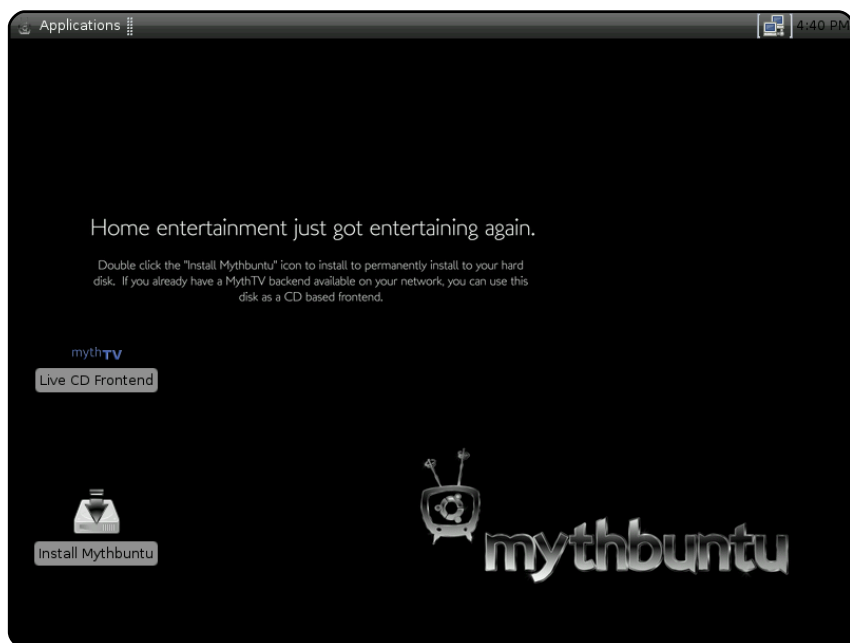 Applications 4:40 PM
Home entertainment just got entertaining again.
Double click the "Install Mythbuntu" icon to install to permanently install to your hard
disk. If you already have a MythTV backend available on your network, you can use this
disk as a CD based frontend.
mythTV
Live CD Frontend
Install Mythbuntu
mythbuntu